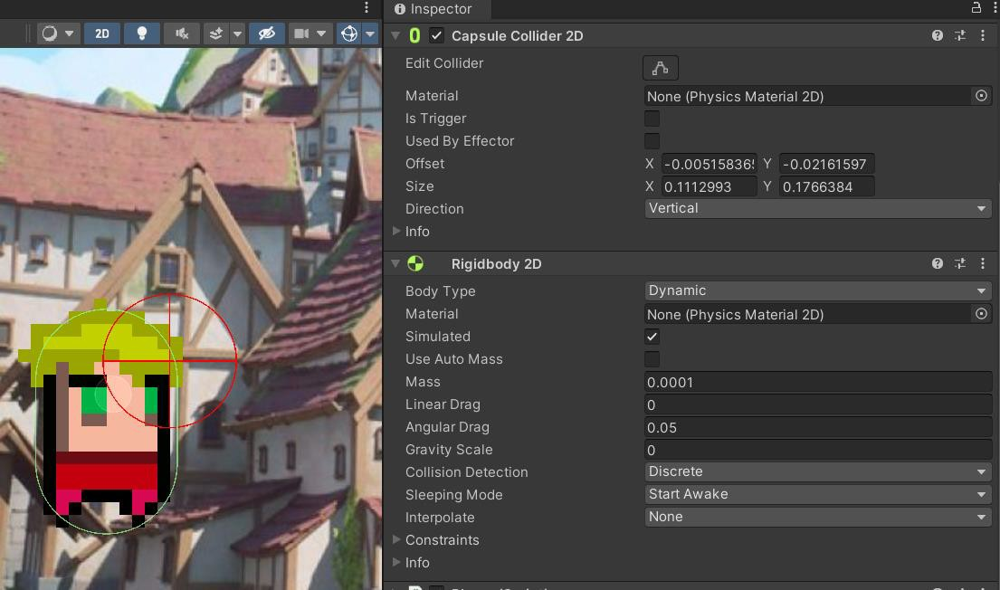 Inspector
2D
Capsule Collider 2D
Edit Collider
Material None (Physics Material 2D)
Is Trigger
Used By Effector
Offset X -0.005158365 Y -0.02161597
Size X 0.1112993 Y 0.1766384
Direction Vertical
Info
Rigidbody 2D
Body Type Dynamic
Material None (Physics Material 2D)
Simulated
Use Auto Mass
Mass 0.0001
Linear Drag 0
Angular Drag 0.05
Gravity Scale 0
Collision Detection Discrete
Sleeping Mode Start Awake
Interpolate None
Constraints
Info